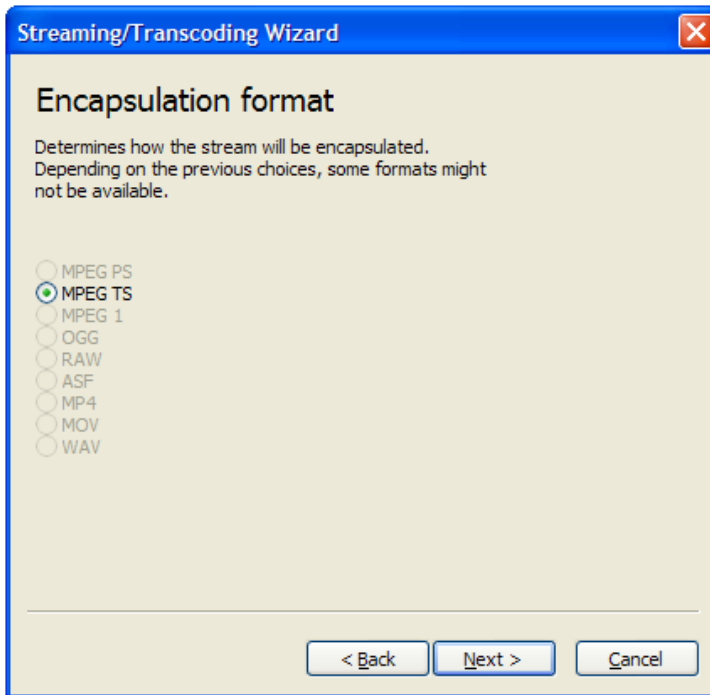 Streaming/Transcoding Wizard
Encapsulation format
Determines how the stream will be encapsulated.
Depending on the previous choices, some formats might
not be available.
MPEG PS
MPEG TS
MPEG 1
OGG
RAW
ASF
MP4
MOV
WAV
< Back
Next >
Cancel